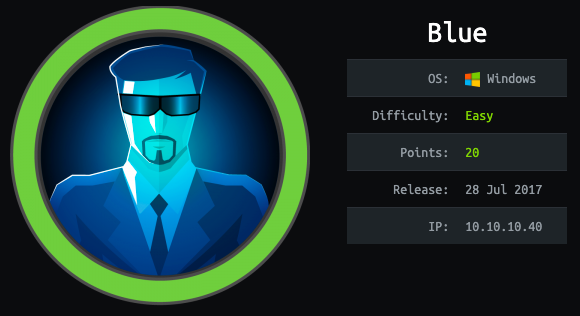 Blue
OS: Windows
Difficulty: Easy
Points: 20
Release: 28 Jul 2017
IP: 10.10.10.40